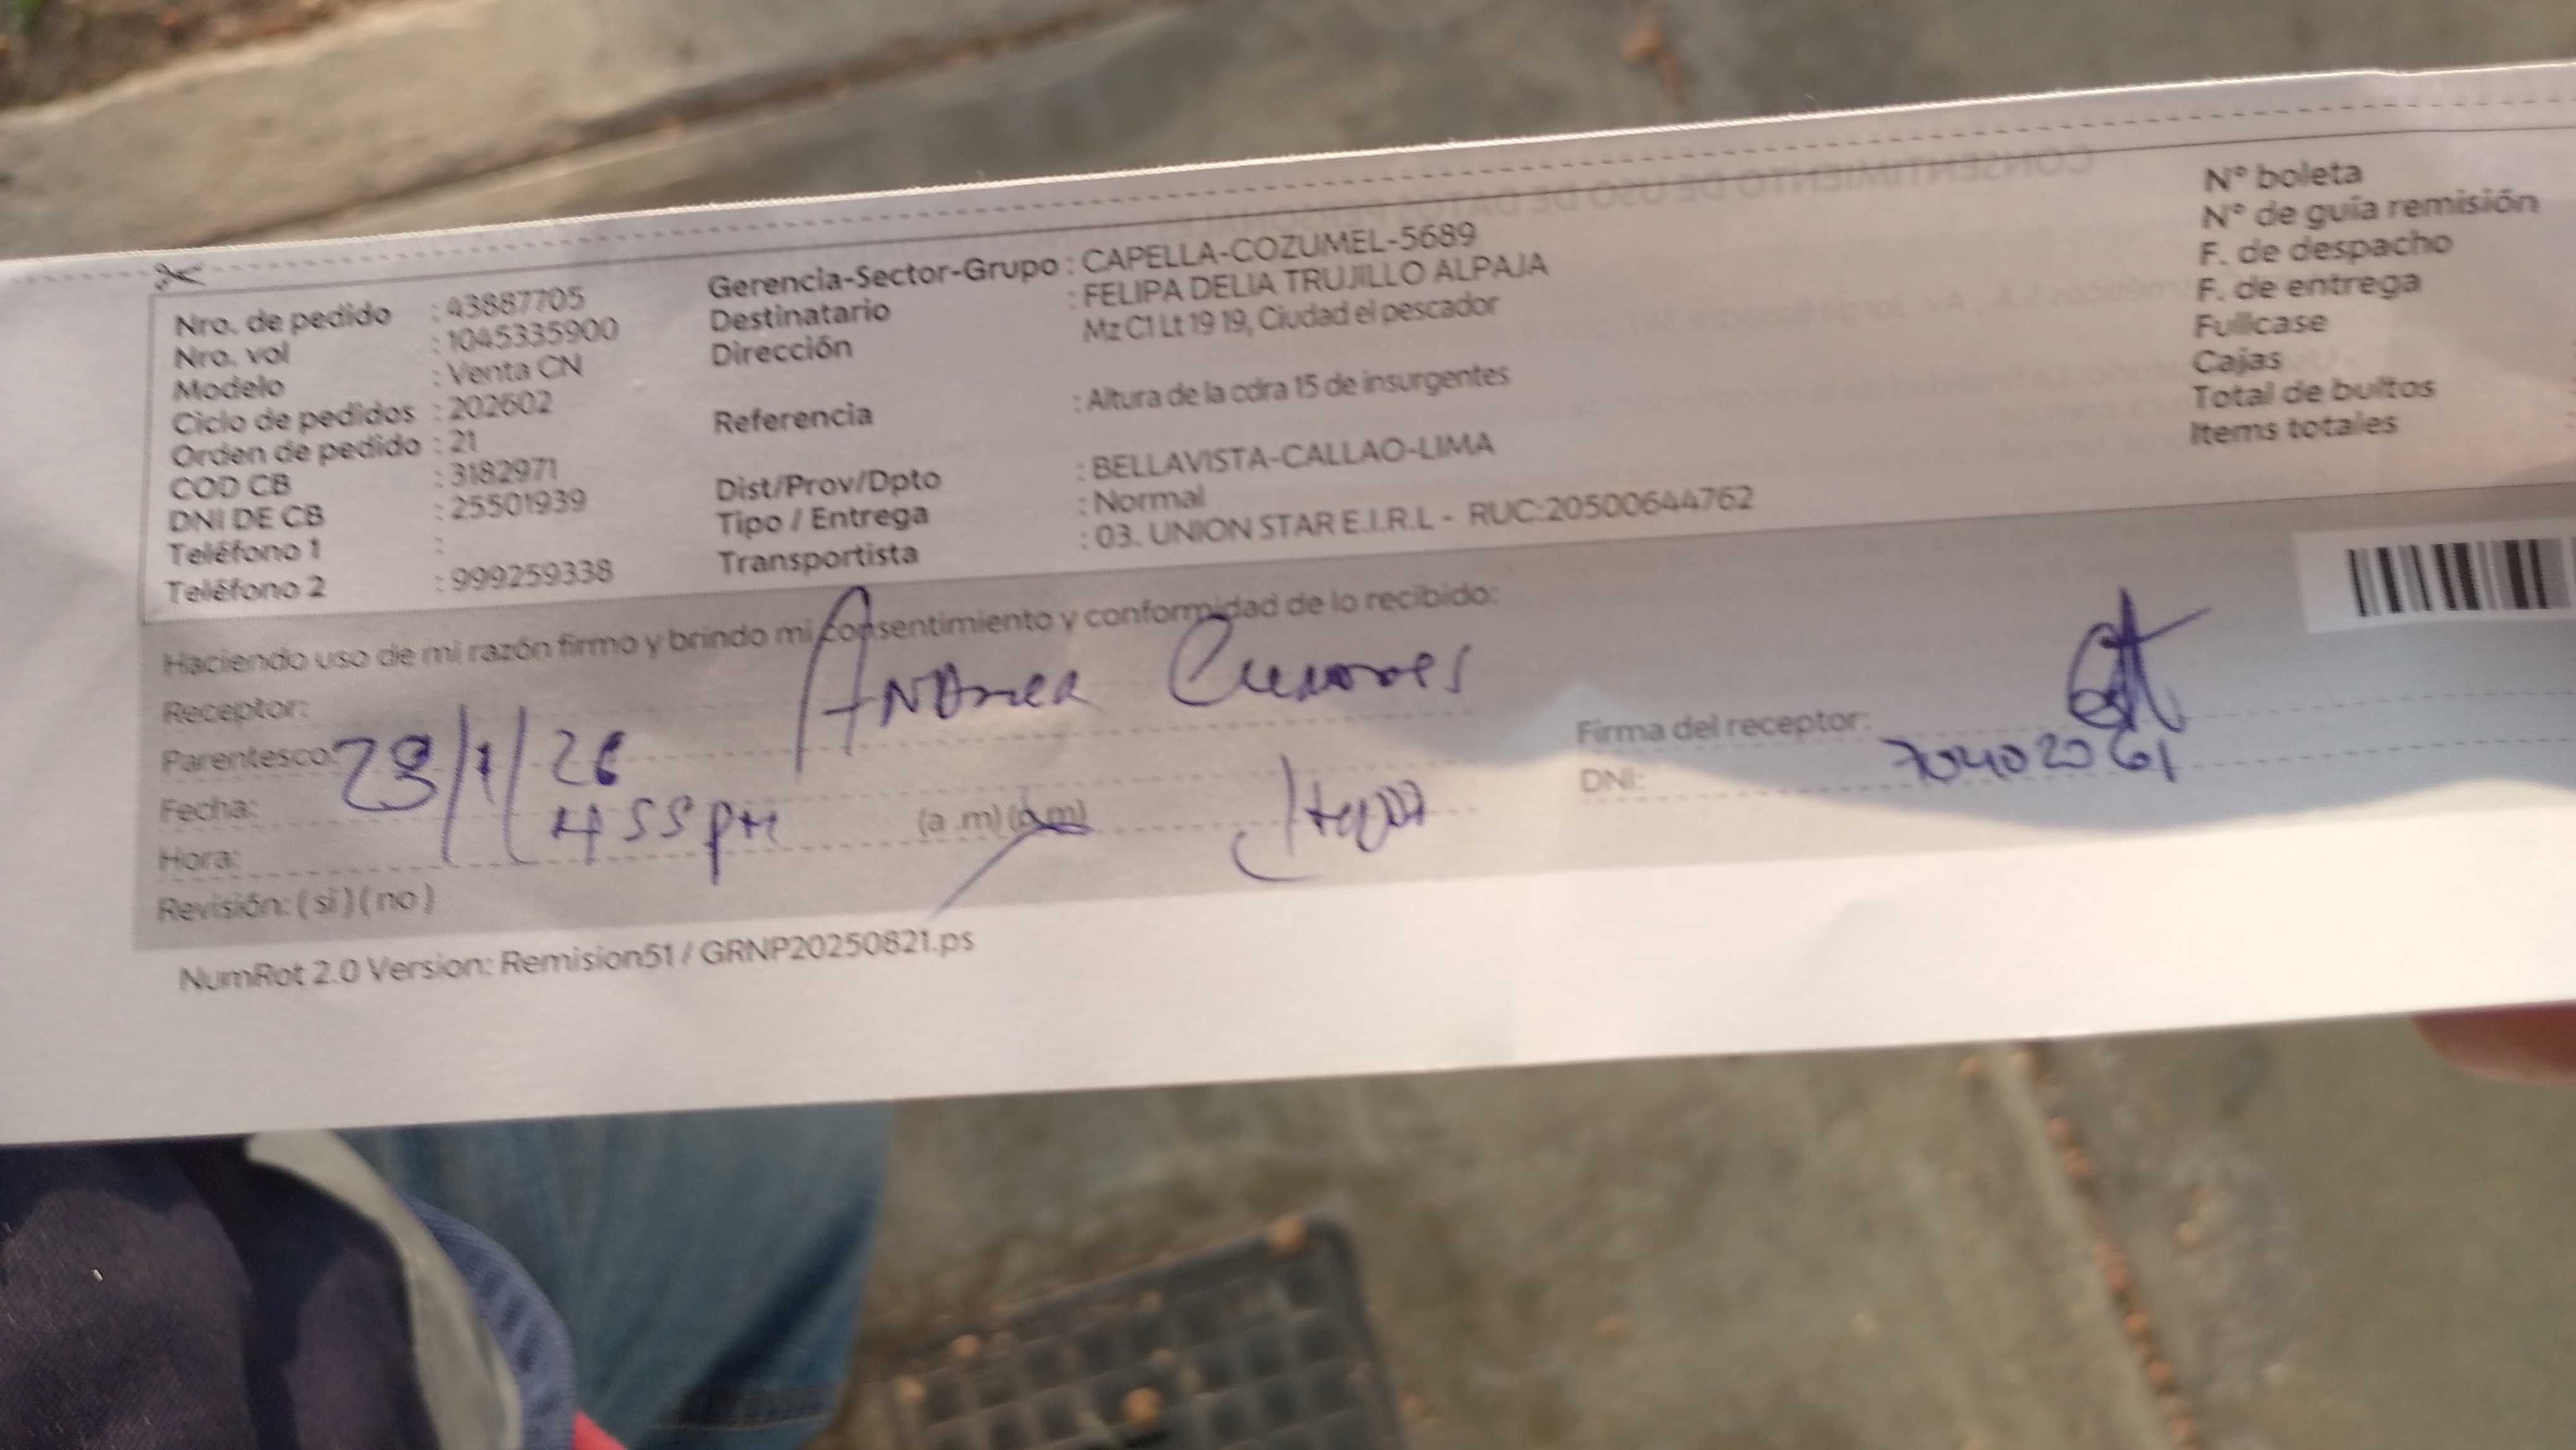 CONSENTIMIENTO DE USO DE DATOS
Nro. de pedido : 43887705
Nro. vol : 1045335900
Modelo : Venta CN
Ciclo de pedidos : 202602
Orden de pedido : 21
COD CB : 3182971
DNI DE CB : 25501939
Teléfono 1 :
Teléfono 2 : 999259338
Gerencia-Sector-Grupo : CAPELLA-COZUMEL-5689
Destinatario : FELIPA DELIA TRUJILLO ALPAJA
Dirección Mz C1 Lt 19 19, Ciudad el pescador
Referencia : Altura de la cdra 15 de insurgentes
Dist/Prov/Dpto : BELLAVISTA-CALLAO-LIMA
Tipo / Entrega : Normal
Transportista : 03. UNION STAR E.I.R.L - RUC:20500644762
N° boleta
N° de guía remisión
F. de despacho
F. de entrega
Fullcase
Cajas
Total de bultos
Items totales
Haciendo uso de mi razón firmo y brindo mi consentimiento y conformidad de lo recibido:
Receptor: Andrea
Parentesco:
Fecha: /1/26
Hora: 4 55 pm (a .m) (p.m)
Revisión: ( si ) ( no )
Firma del receptor:
DNI:
NumRot 2.0 Version: Remision51 / GRNP20250821.ps